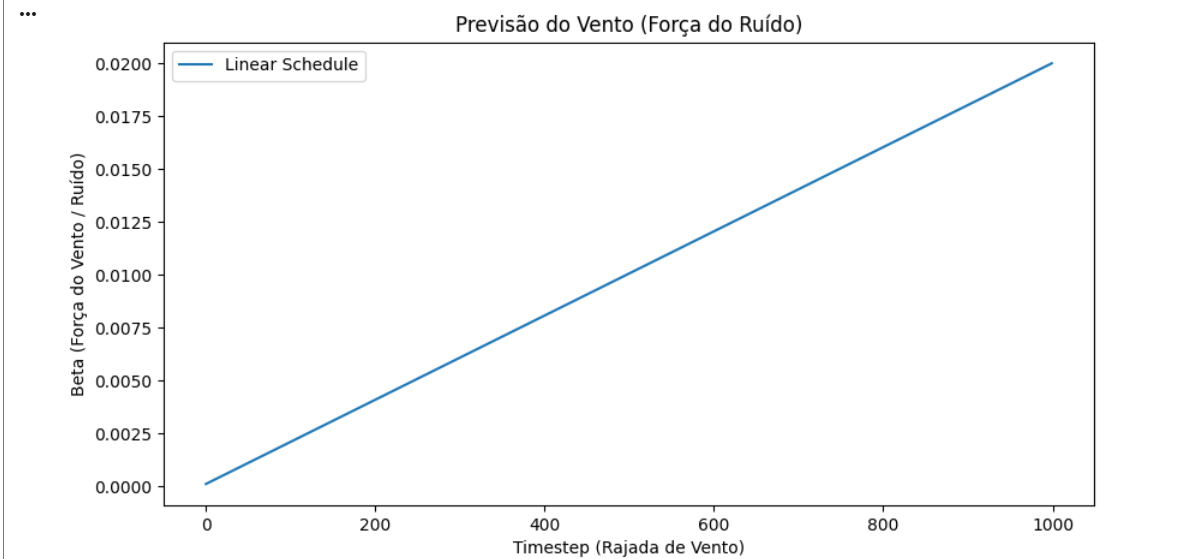 ...
Previsão do Vento (Força do Ruído)
Linear Schedule
Beta (Força do Vento / Ruído)
0.0200
0.0175
0.0150
0.0125
0.0100
0.0075
0.0050
0.0025
0.0000
0 200 400 600 800 1000
Timestep (Rajada de Vento)